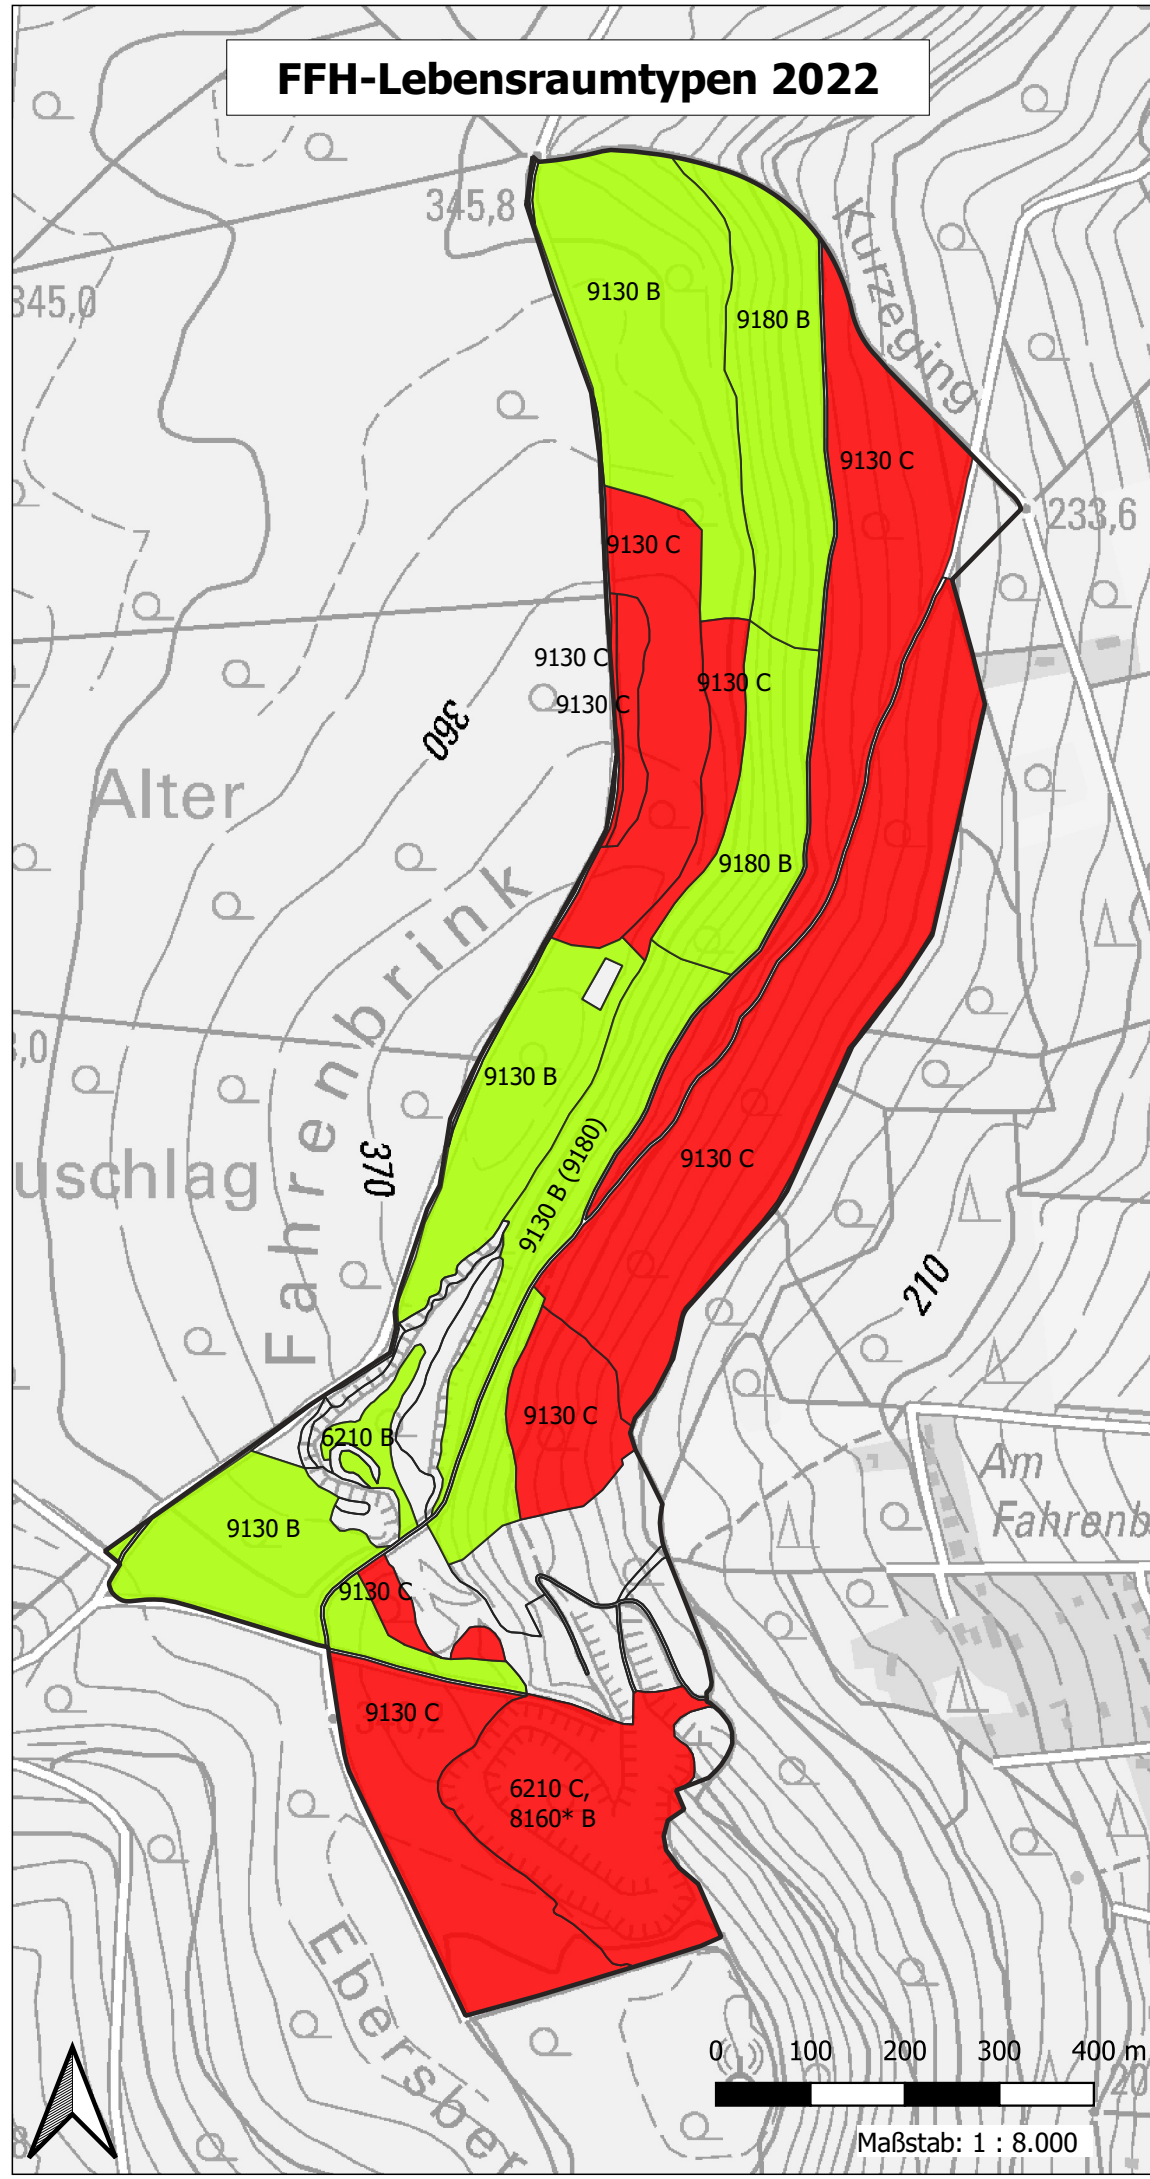 FFH-Lebensraumtypen 2022
345,8
Kurzeging
9130 B
345,0
9180 B
9130 C
233,6
9130 C
9130 C
9130 C
9130 C
360
Alter
9180 B
Fahrenbrink
9130 B
370
uschlag
9130 B (9180)
9130 C
210
9130 C
6210 B
Am
Fahrenb
9130 B
9130 C
9130 C
6210 C,
8160* B
Ebersber
0 100 200 300 400 m
Maßstab: 1 : 8.000